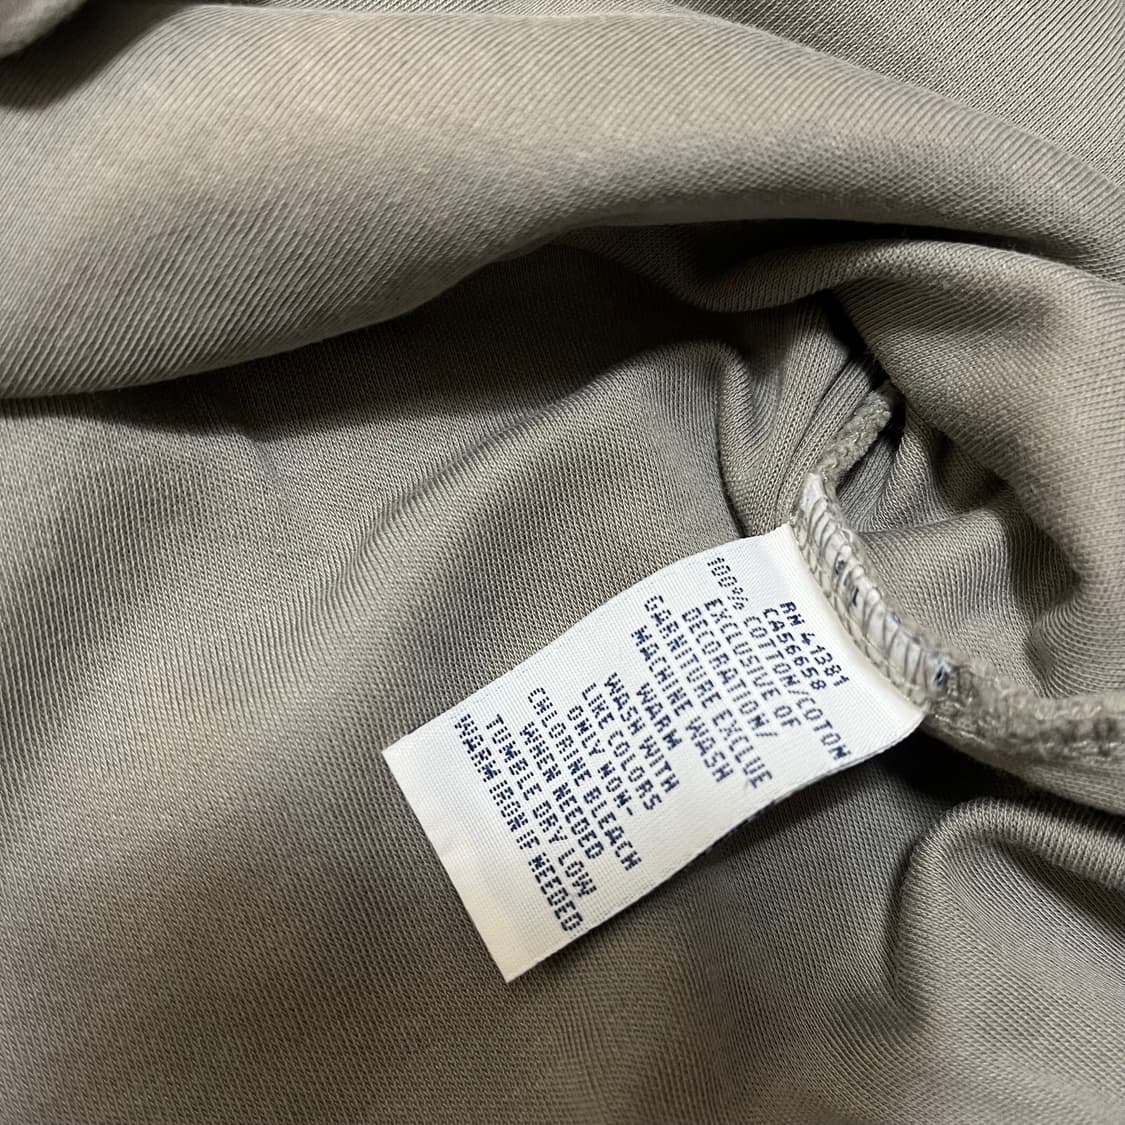 RN 41381
CA56658
100% COTTON/COTON
EXCLUSIVE OF
DECORATION/
GARNITURE EXCLUE
MACHINE WASH
WARM
WASH WITH
LIKE COLORS
ONLY NON-
CHLORINE BLEACH
WHEN NEEDED
TUMBLE DRY LOW
WARM IRON IF NEEDED